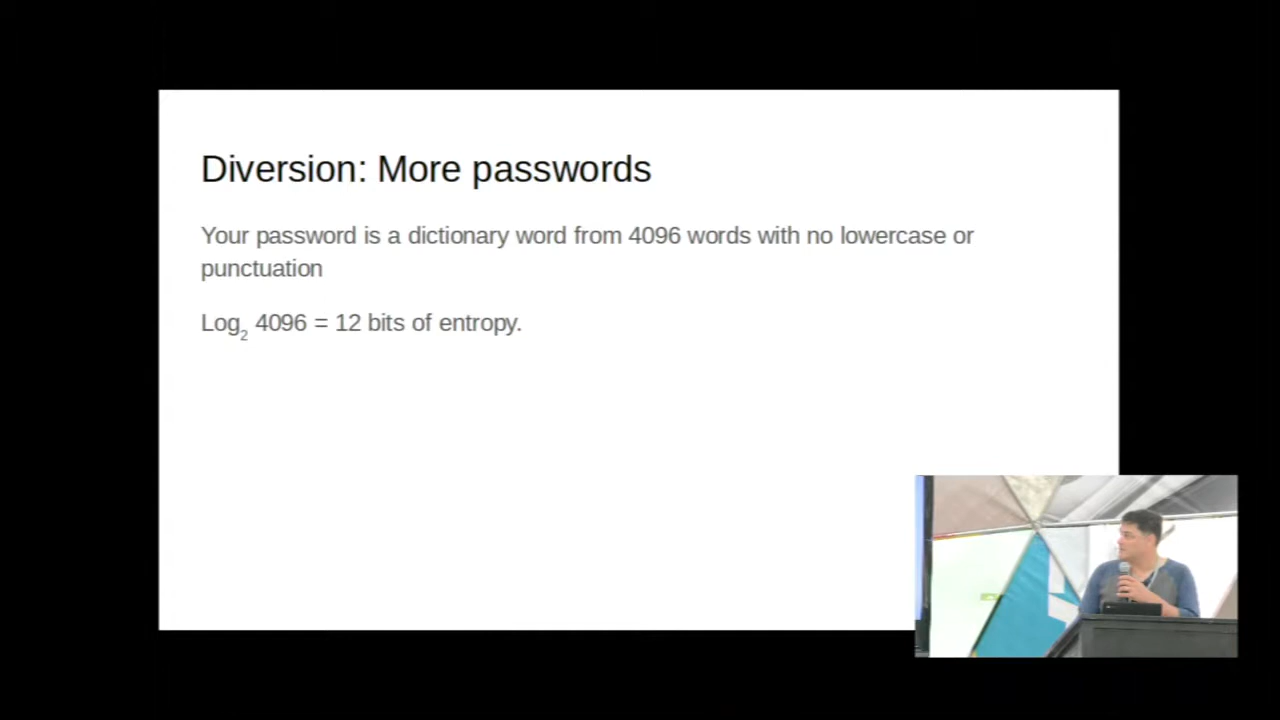 Diversion: More passwords
Your password is a dictionary word from 4096 words with no lowercase or
punctuation
Log2 4096 = 12 bits of entropy.